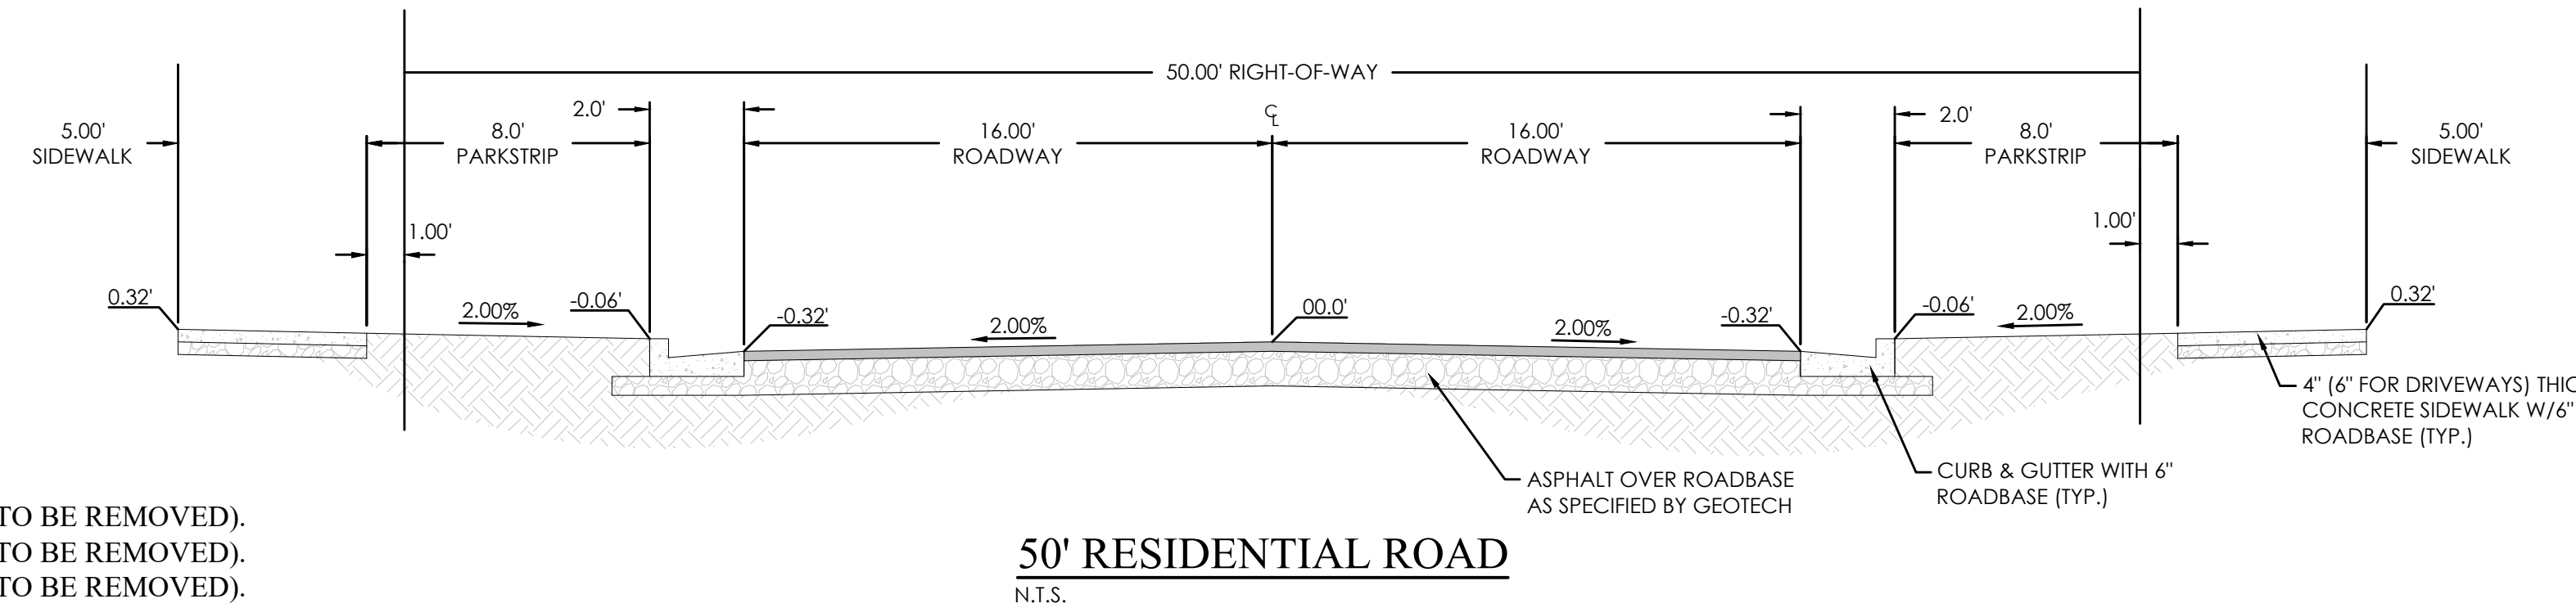 50.00' RIGHT-OF-WAY
5.00'
SIDEWALK
8.0'
PARKSTRIP
2.0'
16.00'
ROADWAY
℄
16.00'
ROADWAY
2.0'
8.0'
PARKSTRIP
5.00'
SIDEWALK
1.00'
1.00'
0.32'
2.00%
-0.06'
-0.32'
2.00%
00.0'
2.00%
-0.32'
-0.06'
2.00%
0.32'
4" (6" FOR DRIVEWAYS)
CONCRETE SIDEWALK W/6"
ROADBASE (TYP.)
CURB & GUTTER WITH 6"
ROADBASE (TYP.)
ASPHALT OVER ROADBASE
AS SPECIFIED BY GEOTECH
TO BE REMOVED).
TO BE REMOVED).
TO BE REMOVED).
50' RESIDENTIAL ROAD
N.T.S.